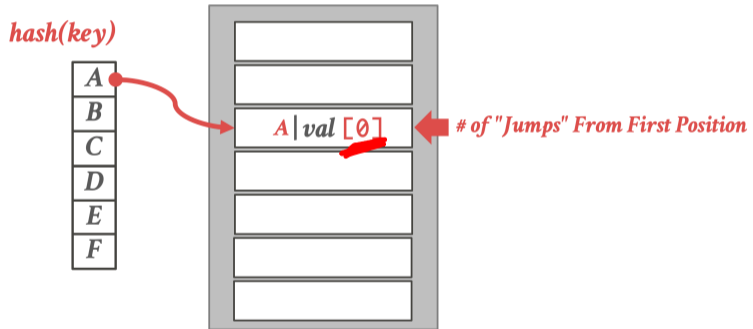 hash(key)
A
B
C
D
E
F
A|val [0]
# of "Jumps" From First Position